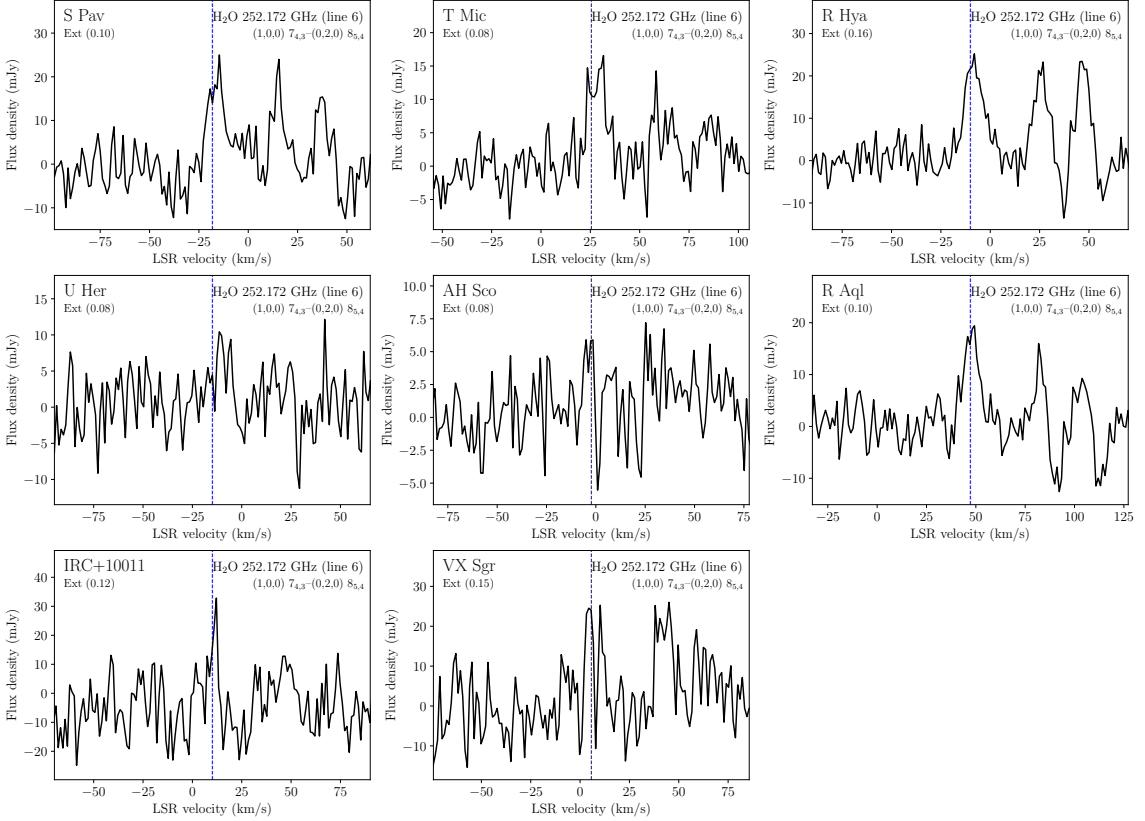 S Pav
H₂O 252.172 GHz (line 6)
Ext (0.10)
(1,0,0) 7₄,₃–(0,2,0) 8₅,₄
30
20
10
0
−10
Flux density (mJy)
−75
−50
−25
0
25
50
LSR velocity (km/s)
T Mic
H₂O 252.172 GHz (line 6)
Ext (0.08)
(1,0,0) 7₄,₃–(0,2,0) 8₅,₄
20
15
10
5
0
−5
Flux density (mJy)
−50
−25
0
25
50
75
100
LSR velocity (km/s)
R Hya
H₂O 252.172 GHz (line 6)
Ext (0.16)
(1,0,0) 7₄,₃–(0,2,0) 8₅,₄
30
20
10
0
−10
Flux density (mJy)
−75
−50
−25
0
25
50
LSR velocity (km/s)
U Her
H₂O 252.172 GHz (line 6)
Ext (0.08)
(1,0,0) 7₄,₃–(0,2,0) 8₅,₄
15
10
5
0
−5
−10
Flux density (mJy)
−75
−50
−25
0
25
50
LSR velocity (km/s)
AH Sco
H₂O 252.172 GHz (line 6)
Ext (0.08)
(1,0,0) 7₄,₃–(0,2,0) 8₅,₄
10.0
7.5
5.0
2.5
0.0
−2.5
−5.0
Flux density (mJy)
−75
−50
−25
0
25
50
75
LSR velocity (km/s)
R Aql
H₂O 252.172 GHz (line 6)
Ext (0.10)
(1,0,0) 7₄,₃–(0,2,0) 8₅,₄
20
10
0
−10
Flux density (mJy)
−25
0
25
50
75
100
125
LSR velocity (km/s)
IRC+10011
H₂O 252.172 GHz (line 6)
Ext (0.12)
(1,0,0) 7₄,₃–(0,2,0) 8₅,₄
40
30
20
10
0
−10
−20
Flux density (mJy)
−50
−25
0
25
50
75
LSR velocity (km/s)
VX Sgr
H₂O 252.172 GHz (line 6)
Ext (0.15)
(1,0,0) 7₄,₃–(0,2,0) 8₅,₄
30
20
10
0
−10
Flux density (mJy)
−50
−25
0
25
50
75
LSR velocity (km/s)